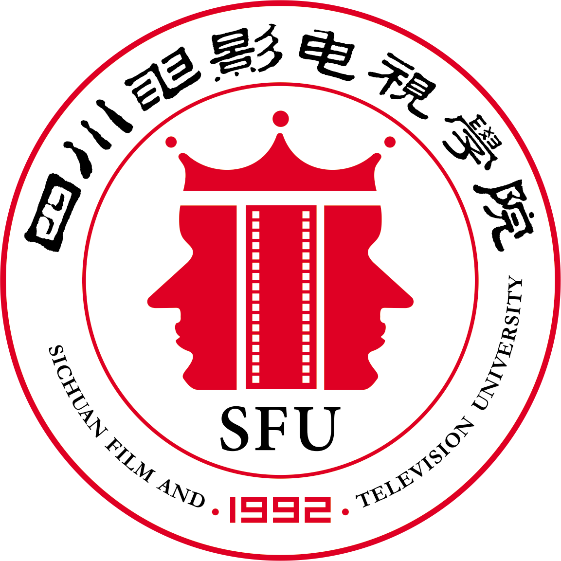 四川电影电視學院
SFU
SICHUAN FILM AND TELEVISION UNIVERSITY
·1992·